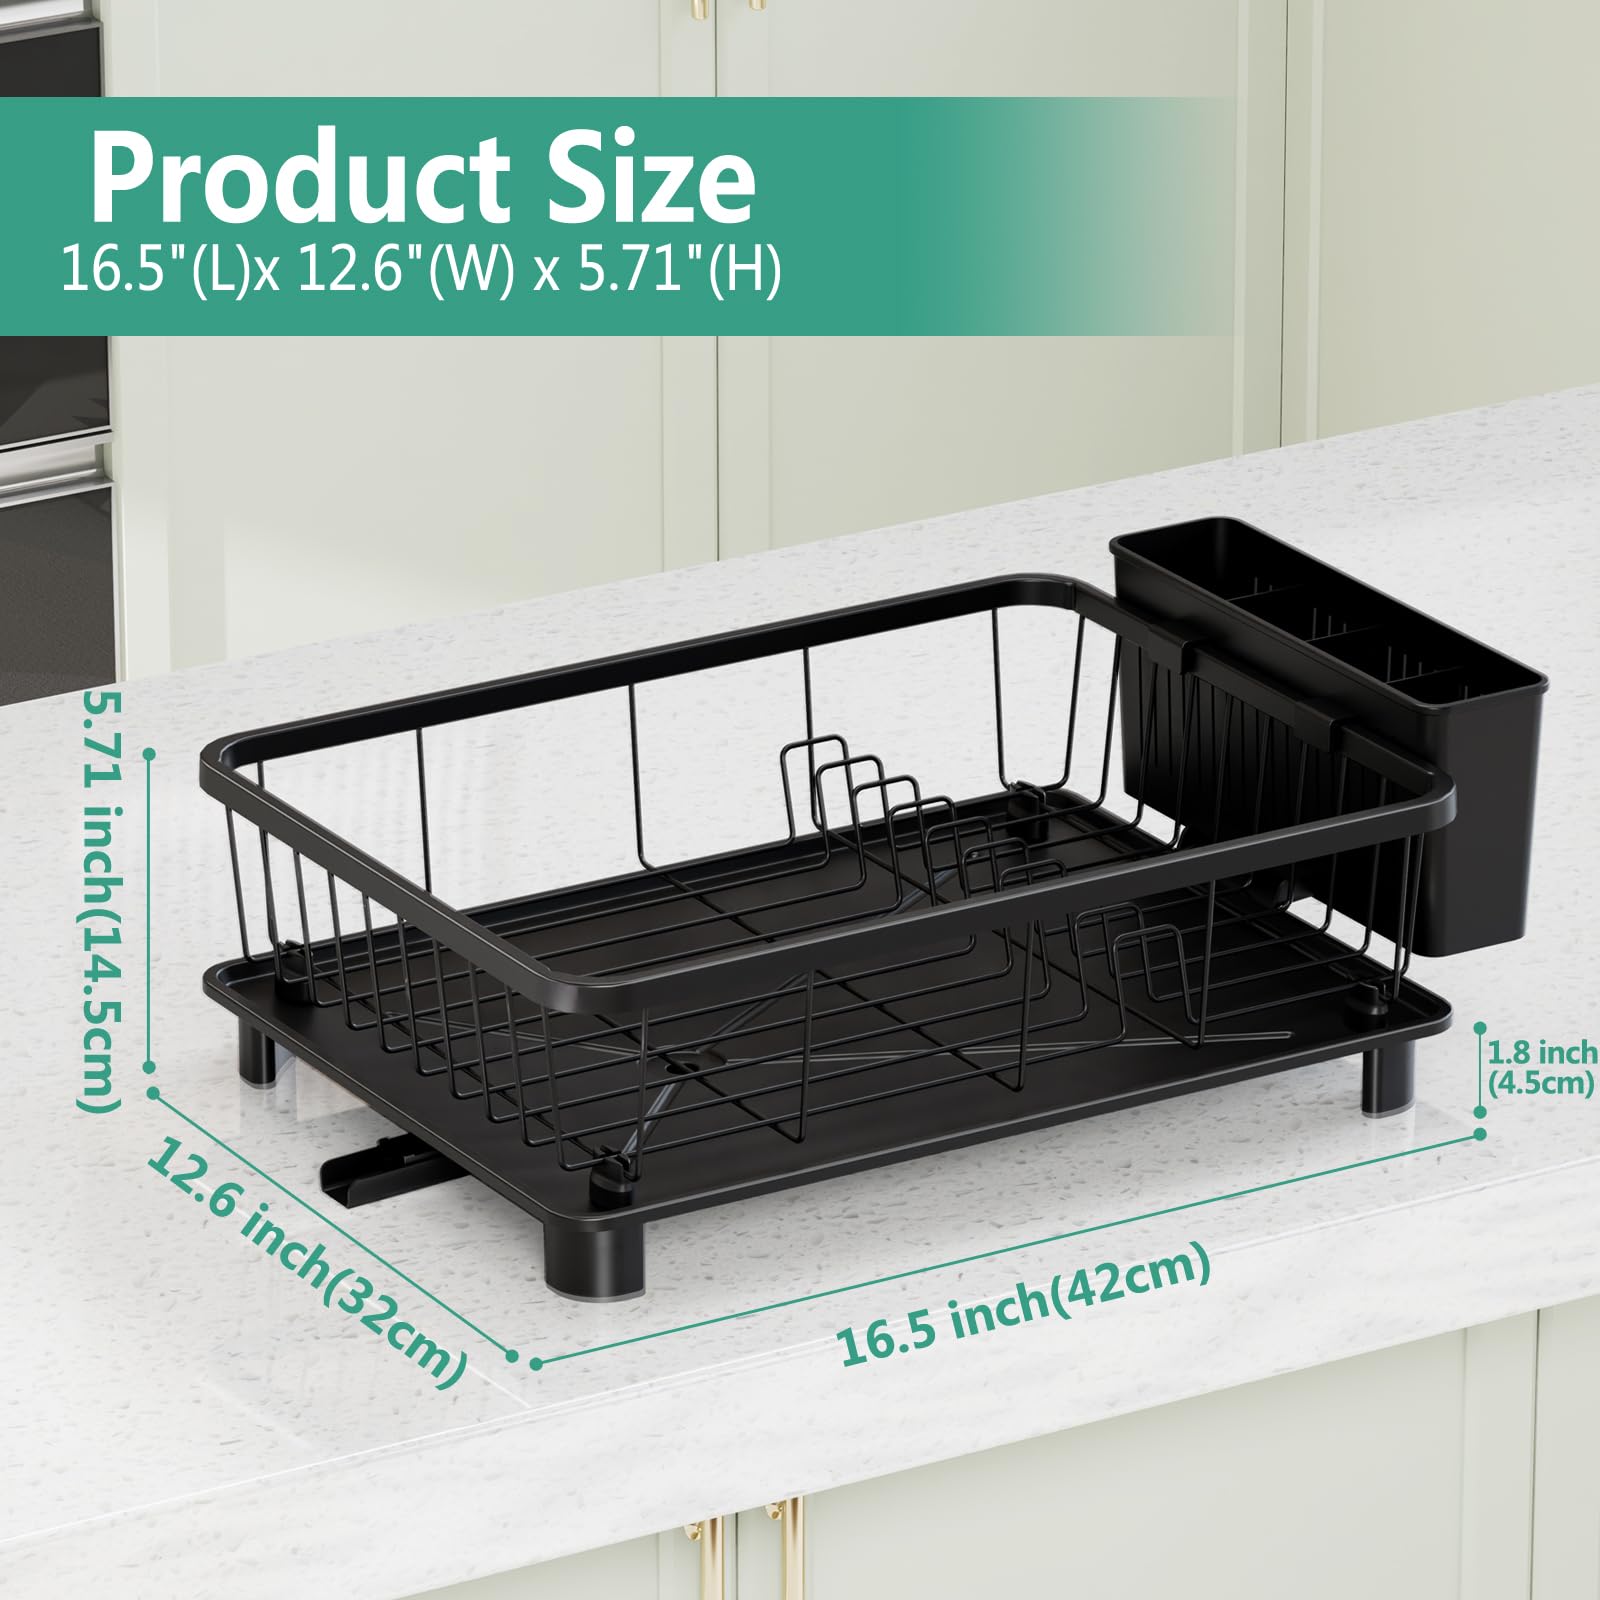 Product Size
16.5"(L)x 12.6"(W) x 5.71"(H)
5.71 inch(14.5cm)
1.8 inch
(4.5cm)
12.6 inch(32cm)
16.5 inch(42cm)